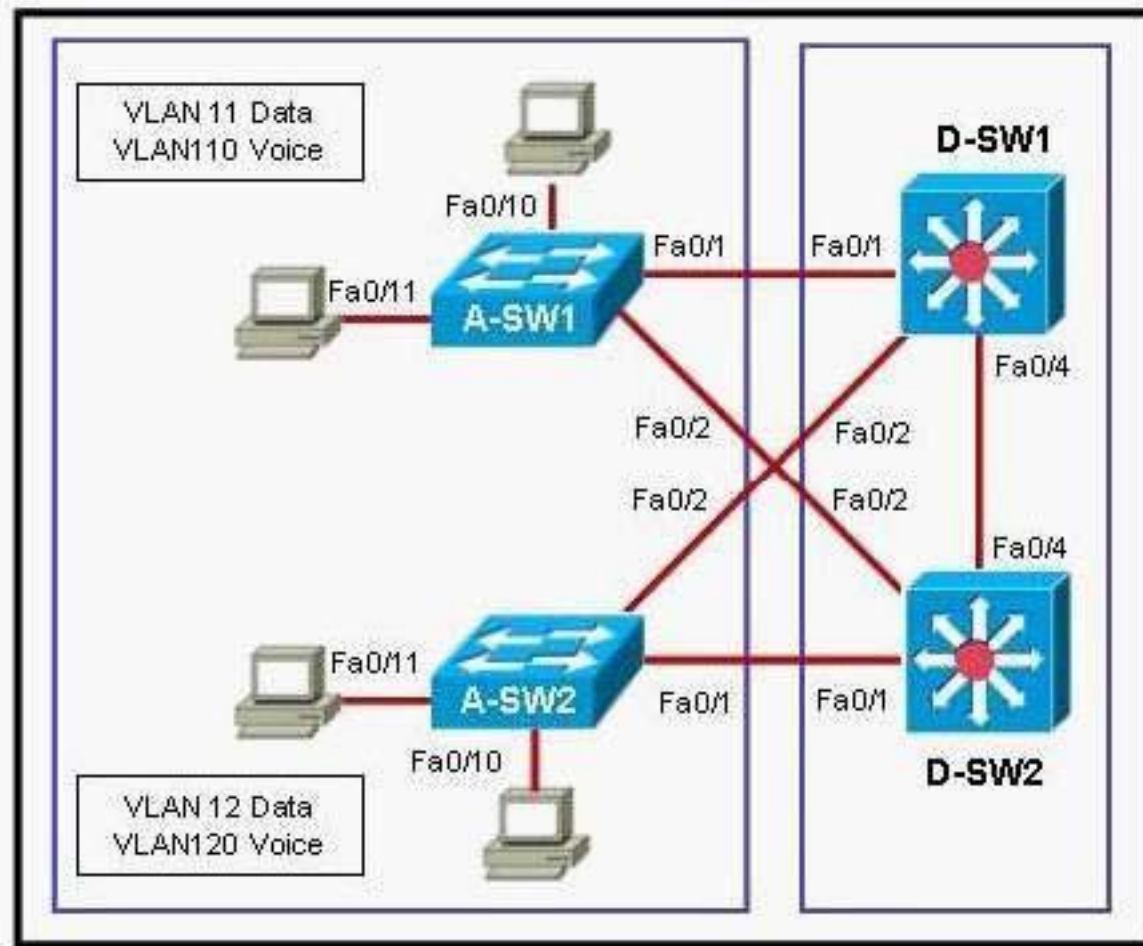 VLAN 11 Data
VLAN110 Voice
D-SW1
Fa0/10
Fa0/1
Fa0/1
Fa0/11
A-SW1
Fa0/4
Fa0/2
Fa0/2
Fa0/2
Fa0/2
Fa0/4
Fa0/11
A-SW2
Fa0/1
Fa0/1
Fa0/10
D-SW2
VLAN 12 Data
VLAN120 Voice